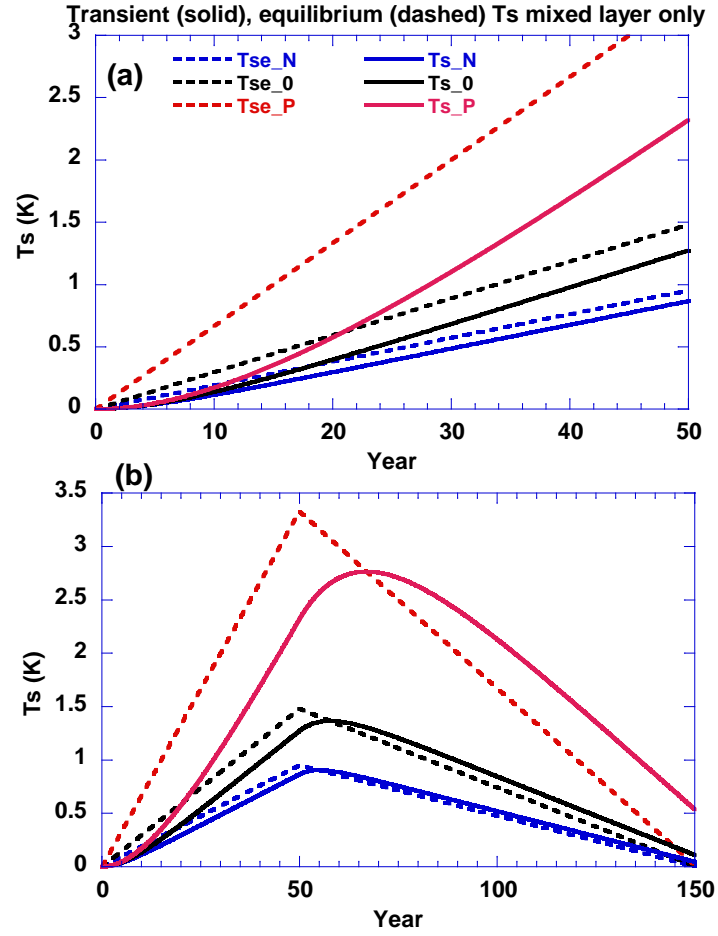 Transient (solid), equilibrium (dashed) Ts mixed layer only
3
(a)
Tse_N Ts_N
Tse_0 Ts_0
Tse_P Ts_P
2.5
2
1.5
1
0.5
0
Ts (K)
0 10 20 30 40 50
Year
(b)
3.5
3
2.5
2
1.5
1
0.5
0
Ts (K)
0 50 100 150
Year